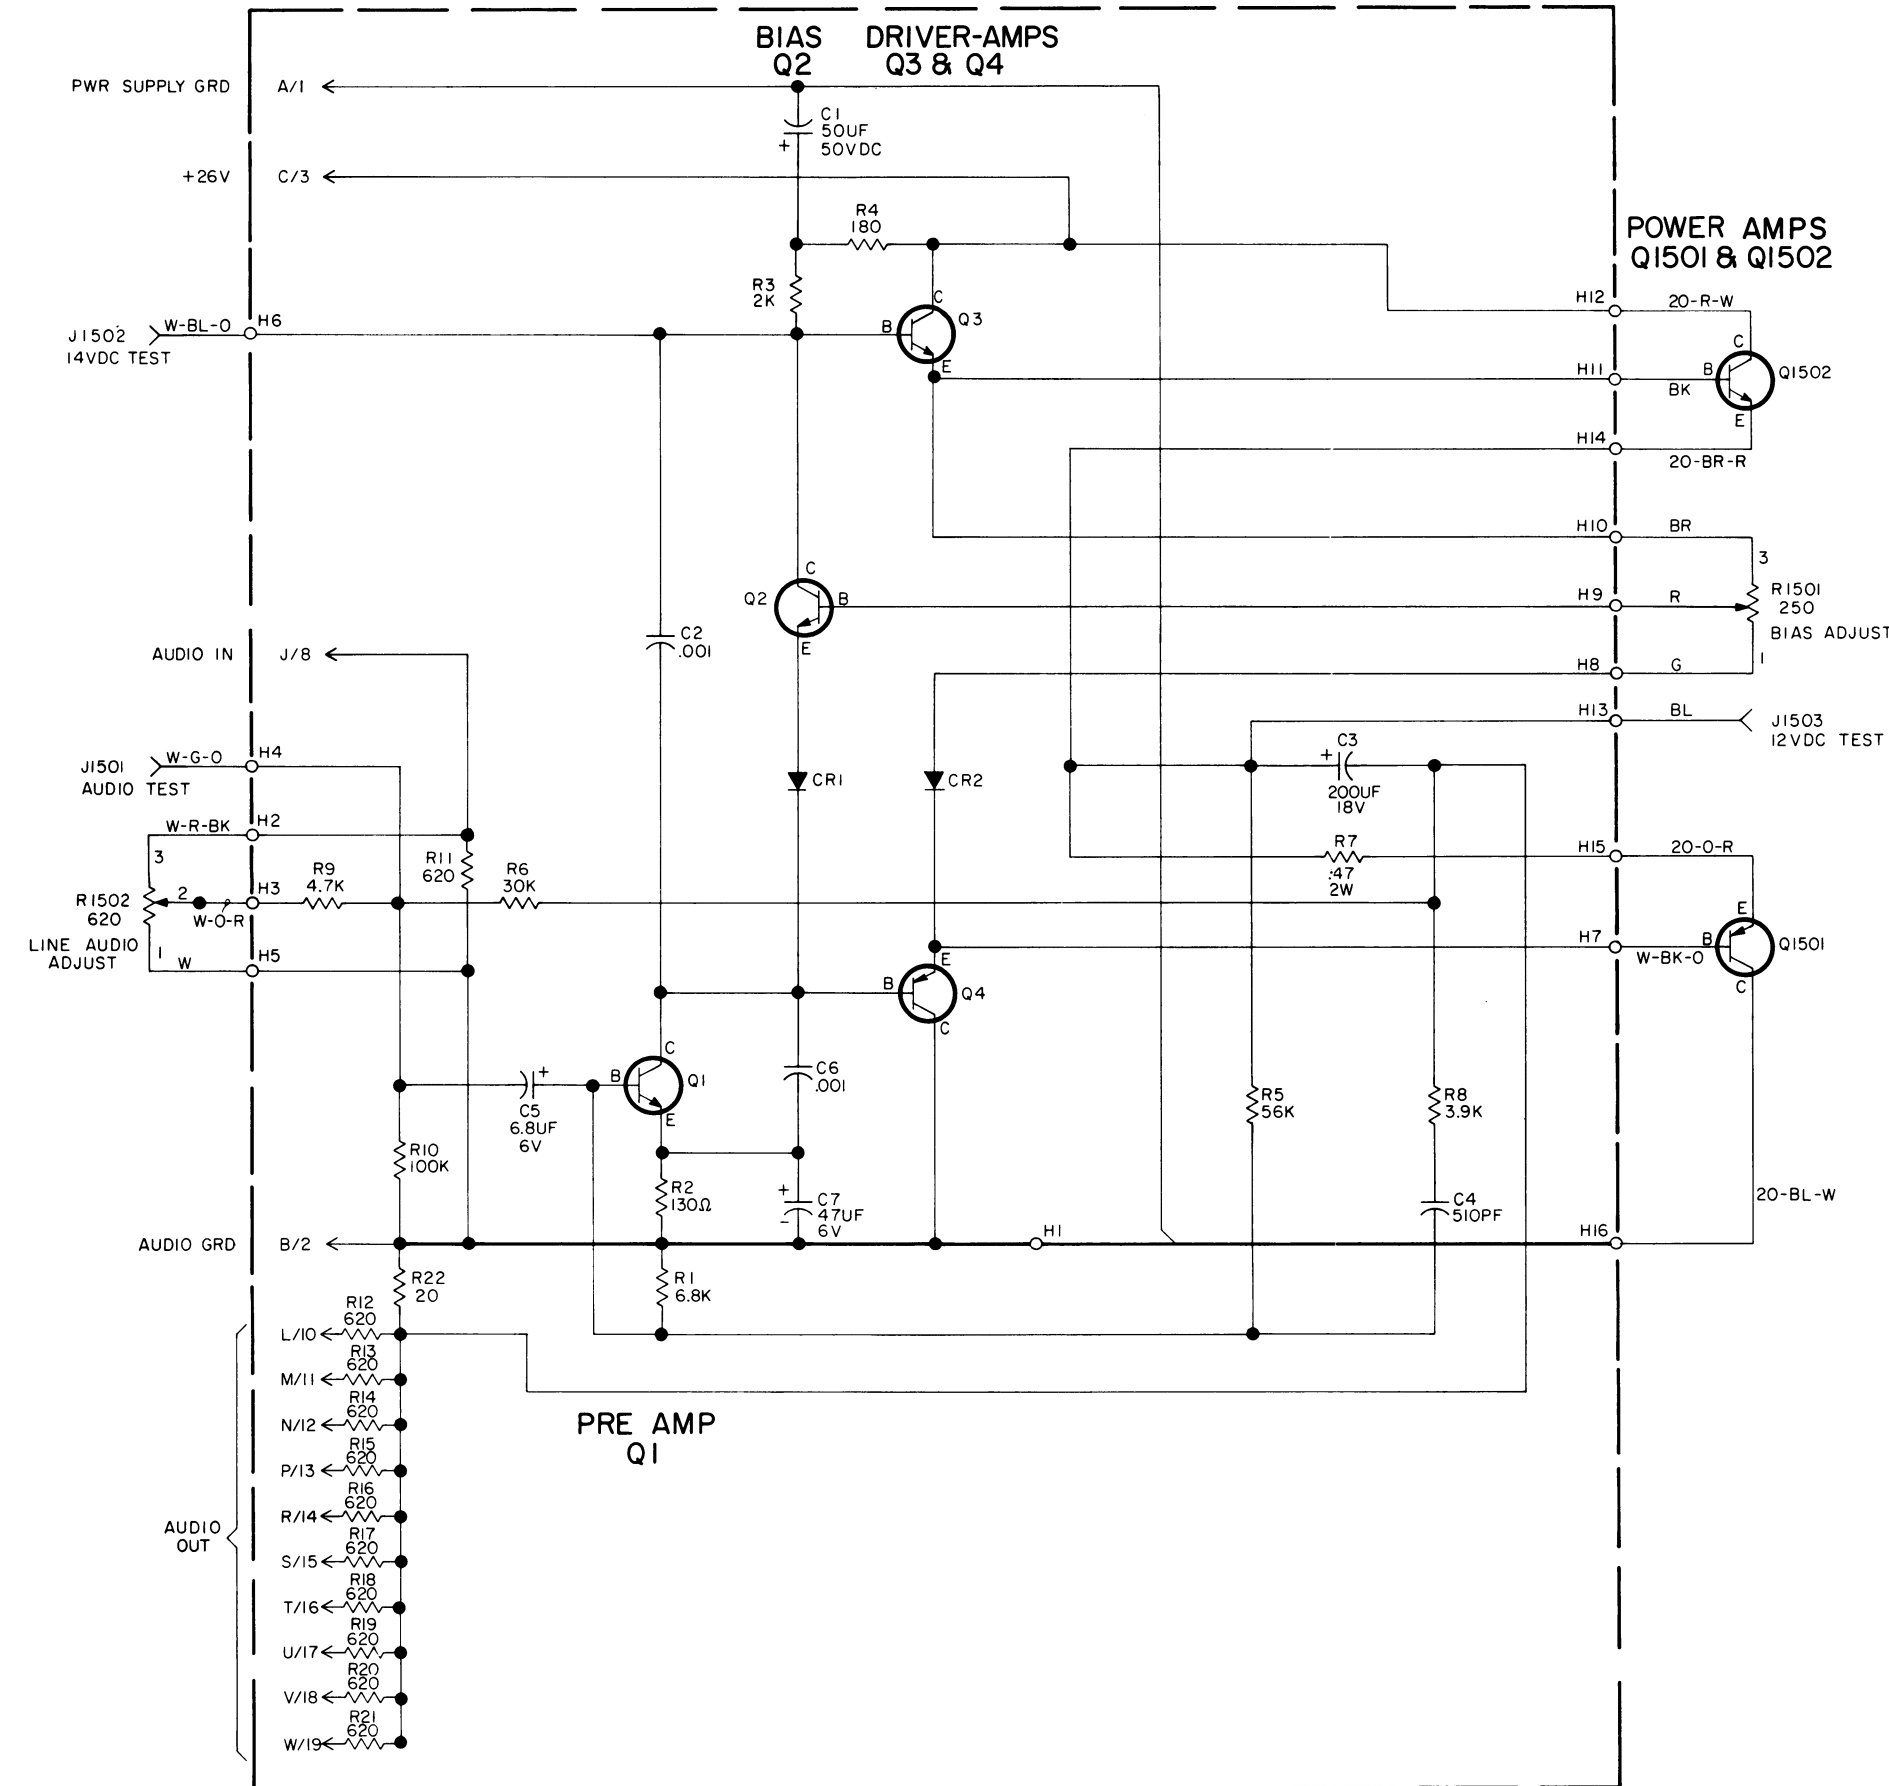 BIAS DRIVER-AMPS
Q2 Q3 & Q4
PWR SUPPLY GRD A/1
C1
50UF
+ 50VDC
+26V C/3
R4
180
POWER AMPS
Q1501 & Q1502
R3
2K
C
Q3
B
E
H12 20-R-W
J1502
14VDC TEST
W-BL-O H6
C
H11 B Q1502
BK
E
H14
20-BR-R
H10 BR
3
C
Q2 B
E
H9 R
R1501
250
BIAS ADJUST
1
C2
.001
AUDIO IN J/8
H8 G
H13 BL
J1503
12VDC TEST
J1501
AUDIO TEST
W-G-O H4
CR1
CR2
C3
+
200UF
18V
W-R-BK H2
3
R11
620
R7
.47
2W
H15 20-O-R
R1502
620
2
W-O-R
H3
R9
4.7K
R6
30K
LINE AUDIO
ADJUST
1
W H5
E
H7 B Q1501
W-BK-O
C
E
B Q4
C
C
B Q1
E
C5
+
6.8UF
6V
C6
.001
R5
56K
R8
3.9K
R10
100K
R2
130Ω
+
C7
47UF
- 6V
C4
510PF
20-BL-W
AUDIO GRD B/2
H1
H16
R22
20
R1
6.8K
R12
620
L/10
R13
620
M/11
R14
620
N/12
R15
620
P/13
R16
620
R/14
R17
620
S/15
R18
620
T/16
R19
620
U/17
R20
620
V/18
R21
620
W/19
AUDIO
OUT
PRE AMP
Q1